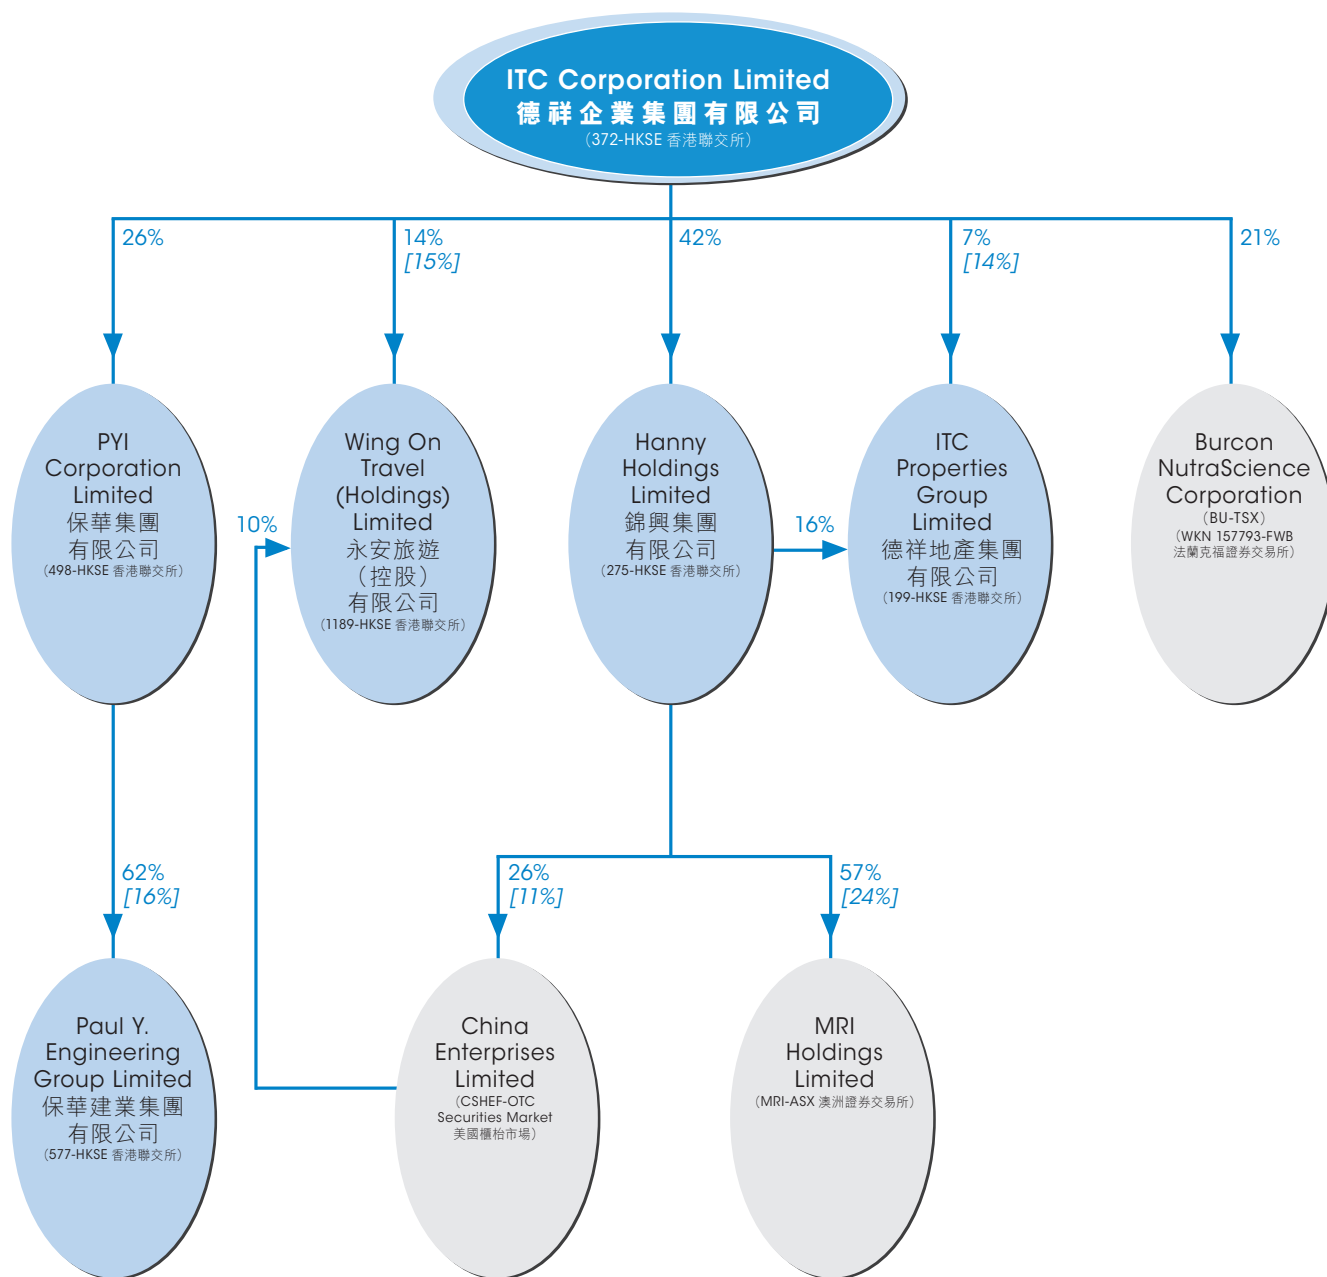 ITC Corporation Limited
德祥企業集團有限公司
(372-HKSE 香港聯交所)
26%
14%
[15%]
42%
7%
[14%]
21%
PYI
Corporation
Limited
保華集團
有限公司
(498-HKSE 香港聯交所)
10%
Wing On
Travel
(Holdings)
Limited
永安旅遊
(控股)
有限公司
(1189-HKSE 香港聯交所)
Hanny
Holdings
Limited
錦興集團
有限公司
(275-HKSE 香港聯交所)
16%
ITC
Properties
Group
Limited
德祥地產集團
有限公司
(199-HKSE 香港聯交所)
Burcon
NutraScience
Corporation
(BU-TSX)
(WKN 157793-FWB
法蘭克福證券交易所)
62%
[16%]
26%
[11%]
57%
[24%]
Paul Y.
Engineering
Group Limited
保華建業集團
有限公司
(577-HKSE 香港聯交所)
China
Enterprises
Limited
(CSHEF-OTC
Securities Market
美國櫃枱市場)
MRI
Holdings
Limited
(MRI-ASX 澳洲證券交易所)